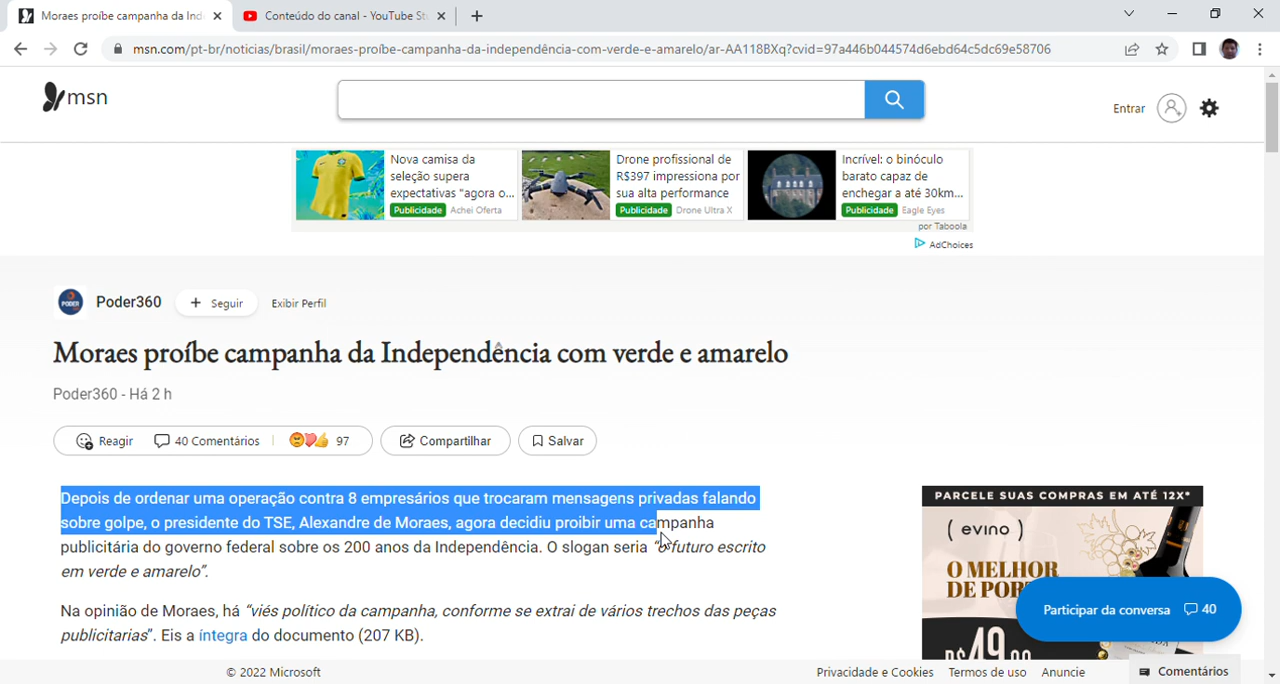 Moraes proíbe campanha da Ind
Conteúdo do canal - YouTube St
msn.com/pt-br/noticias/brasil/moraes-proíbe-campanha-da-independência-com-verde-e-amarelo/ar-AA118BXq?cvid=97a446b044574d6ebd64c5dc69e58706
msn
Entrar
Nova camisa da
seleção supera
expectativas "agora o...
Publicidade Achei Oferta
Drone profissional de
R$397 impressiona por
sua alta performance
Publicidade Drone Ultra X
Incrível: o binóculo
barato capaz de
enchegar a até 30km...
Publicidade Eagle Eyes
por Taboola
AdChoices
PODER
Poder360
+ Seguir
Exibir Perfil
Moraes proíbe campanha da Independência com verde e amarelo
Poder360 - Há 2 h
Reagir
40 Comentários
97
Compartilhar
Salvar
Depois de ordenar uma operação contra 8 empresários que trocaram mensagens privadas falando
sobre golpe, o presidente do TSE, Alexandre de Moraes, agora decidiu proibir uma campanha
publicitária do governo federal sobre os 200 anos da Independência. O slogan seria “o futuro escrito
em verde e amarelo”.
Na opinião de Moraes, há “viés político da campanha, conforme se extrai de vários trechos das peças
publicitarias”. Eis a íntegra do documento (207 KB).
PARCELE SUAS COMPRAS EM ATÉ 12X*
( evino )
O MELHOR
DE POR
R$49,90
Participar da conversa 40
© 2022 Microsoft
Privacidade e Cookies
Termos de uso
Anuncie
Comentários